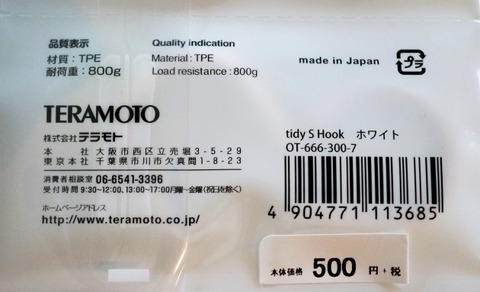 品質表示
Quality indication
材質：TPE
Material：TPE
耐荷重：800g
Load resistance：800g
made in Japan
プラ
TERAMOTO
株式会社テラモト
本　　社 大阪市西区立売堀3-5-29
東京本社 千葉県市川市欠真間1-8-23
消費者相談室 06-6541-3396
受付時間 9:30~12:00、13:00~17:00月曜~金曜(祝日を除く)
ホームページアドレス
http://www.teramoto.co.jp/
tidy S Hook　ホワイト
OT-666-300-7
4 904771 113685
本体価格 500 円+税